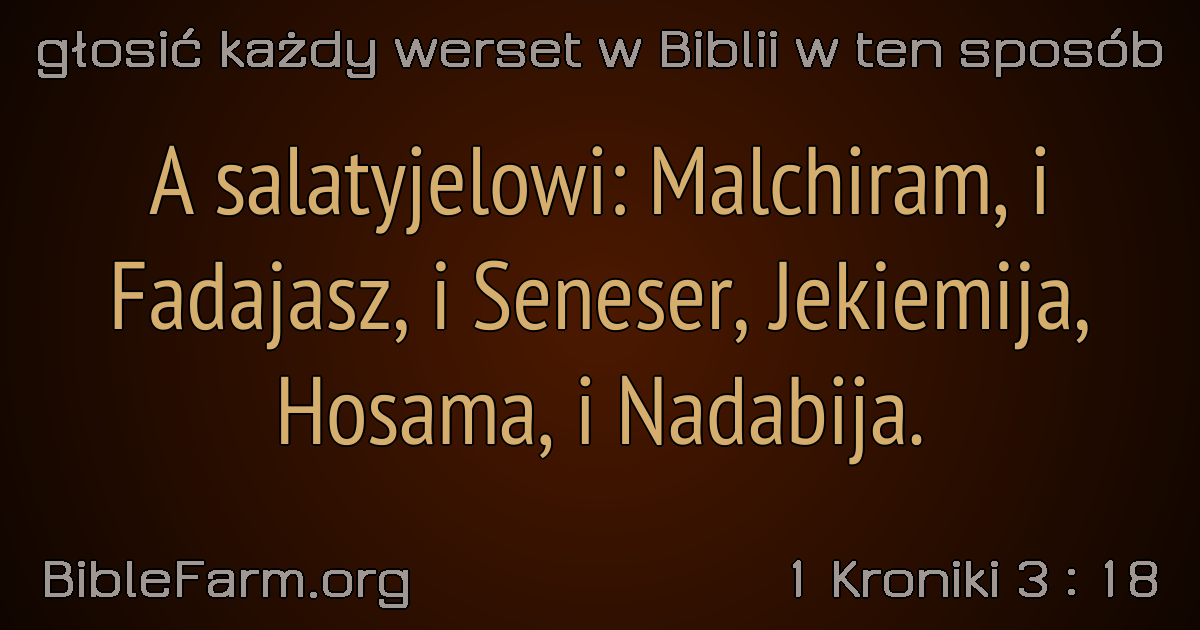 głosić każdy werset w Biblii w ten sposób
A salatyjelowi: Malchiram, i
Fadajasz, i Seneser, Jekiemija,
Hosama, i Nadabija.
BibleFarm.org
1 Kroniki 3 : 18